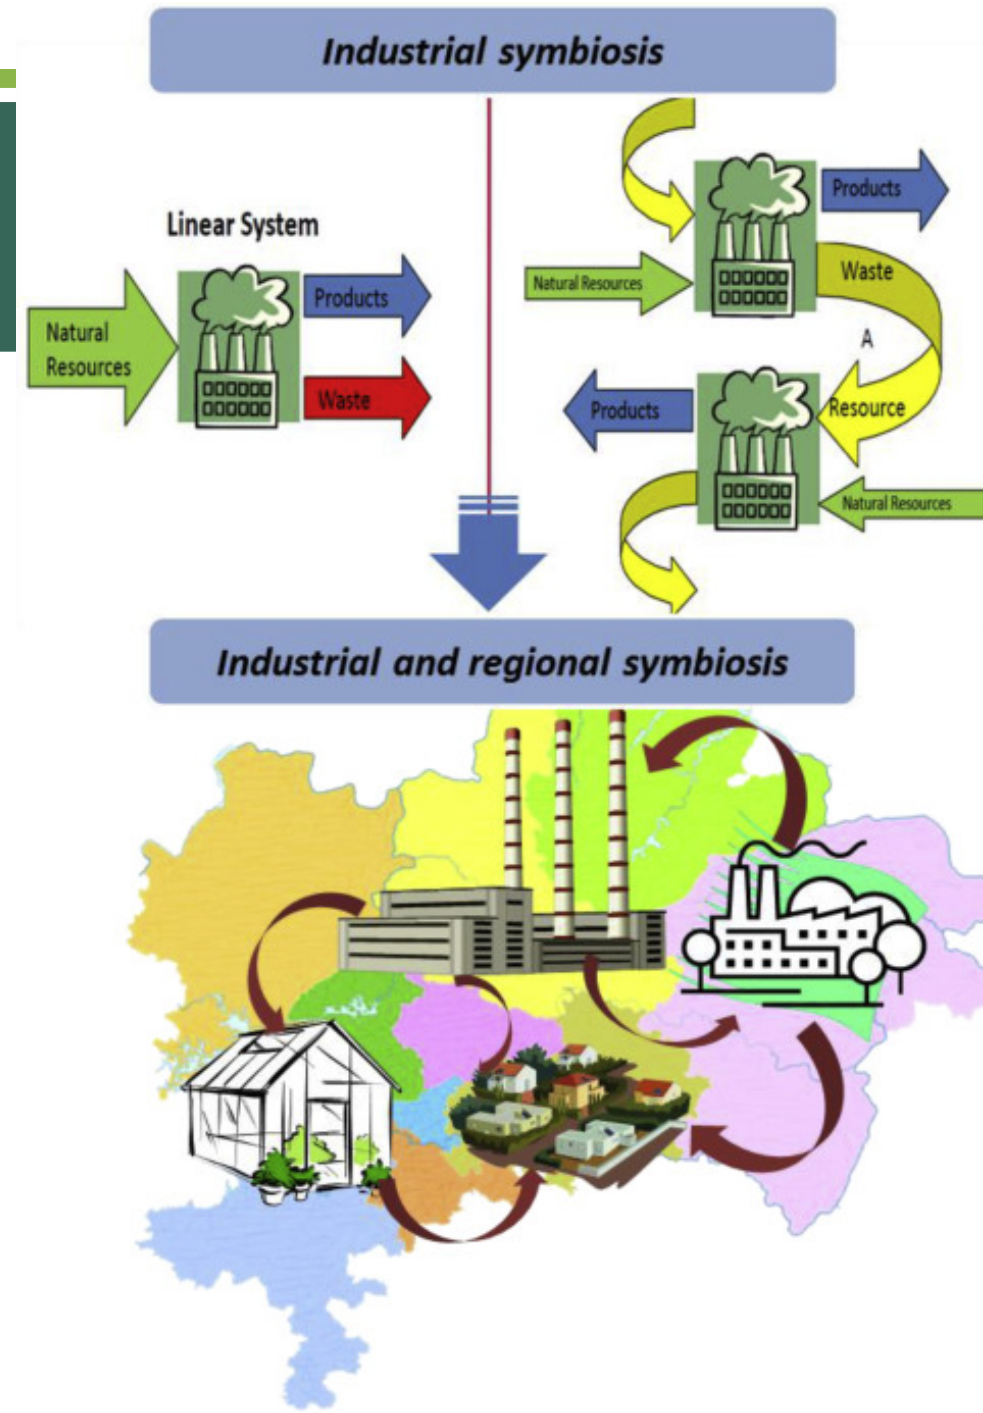 Industrial symbiosis
Linear System
Natural
Resources
Products
Waste
Products
Natural Resources
Waste
A
Resource
Products
Natural Resources
Industrial and regional symbiosis